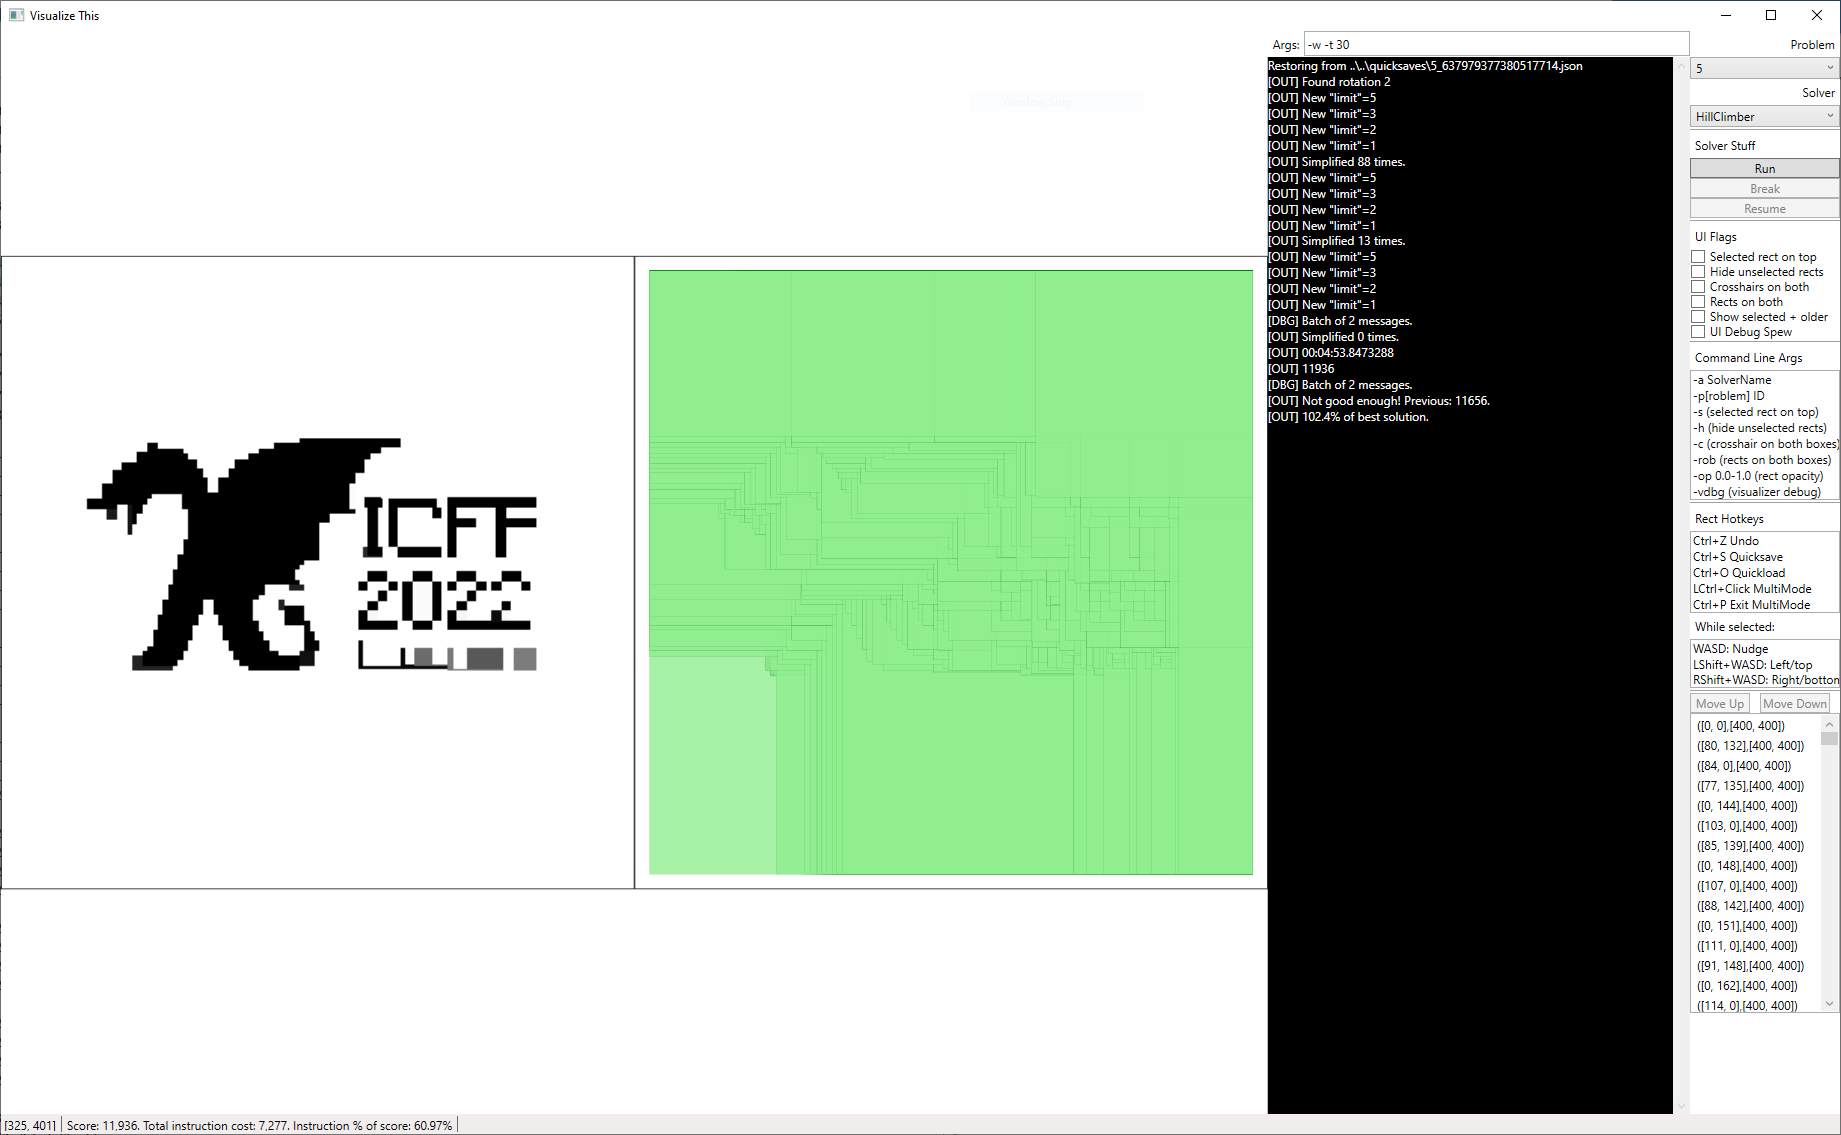 Visualize This
Args: -w -t 30
Problem
Restoring from ..\..\quicksaves\5_637979377380517714.json
[OUT] Found rotation 2
[OUT] New "limit"=5
[OUT] New "limit"=3
[OUT] New "limit"=2
[OUT] New "limit"=1
[OUT] Simplified 88 times.
[OUT] New "limit"=5
[OUT] New "limit"=3
[OUT] New "limit"=2
[OUT] New "limit"=1
[OUT] Simplified 13 times.
[OUT] New "limit"=5
[OUT] New "limit"=3
[OUT] New "limit"=2
[OUT] New "limit"=1
[DBG] Batch of 2 messages.
[OUT] Simplified 0 times.
[OUT] 00:04:53.8473288
[OUT] 11936
[DBG] Batch of 2 messages.
[OUT] Not good enough! Previous: 11656.
[OUT] 102.4% of best solution.
5
Solver
HillClimber
Solver Stuff
Run
Break
Resume
UI Flags
Selected rect on top
Hide unselected rects
Crosshairs on both
Rects on both
Show selected + older
UI Debug Spew
Command Line Args
-a SolverName
-p[roblem] ID
-s (selected rect on top)
-h (hide unselected rects)
-c (crosshair on both boxes)
-rob (rects on both boxes)
-op 0.0-1.0 (rect opacity)
-vdbg (visualizer debug)
Rect Hotkeys
Ctrl+Z Undo
Ctrl+S Quicksave
Ctrl+O Quickload
LCtrl+Click MultiMode
Ctrl+P Exit MultiMode
While selected:
WASD: Nudge
LShift+WASD: Left/top
RShift+WASD: Right/bottom
Move Up Move Down
([0, 0],[400, 400])
([80, 132],[400, 400])
([84, 0],[400, 400])
([77, 135],[400, 400])
([0, 144],[400, 400])
([103, 0],[400, 400])
([85, 139],[400, 400])
([0, 148],[400, 400])
([107, 0],[400, 400])
([88, 142],[400, 400])
([0, 151],[400, 400])
([111, 0],[400, 400])
([91, 148],[400, 400])
([0, 162],[400, 400])
([114, 0],[400, 400])
ICFF
2022
[325, 401] Score: 11,936. Total instruction cost: 7,277. Instruction % of score: 60.97%